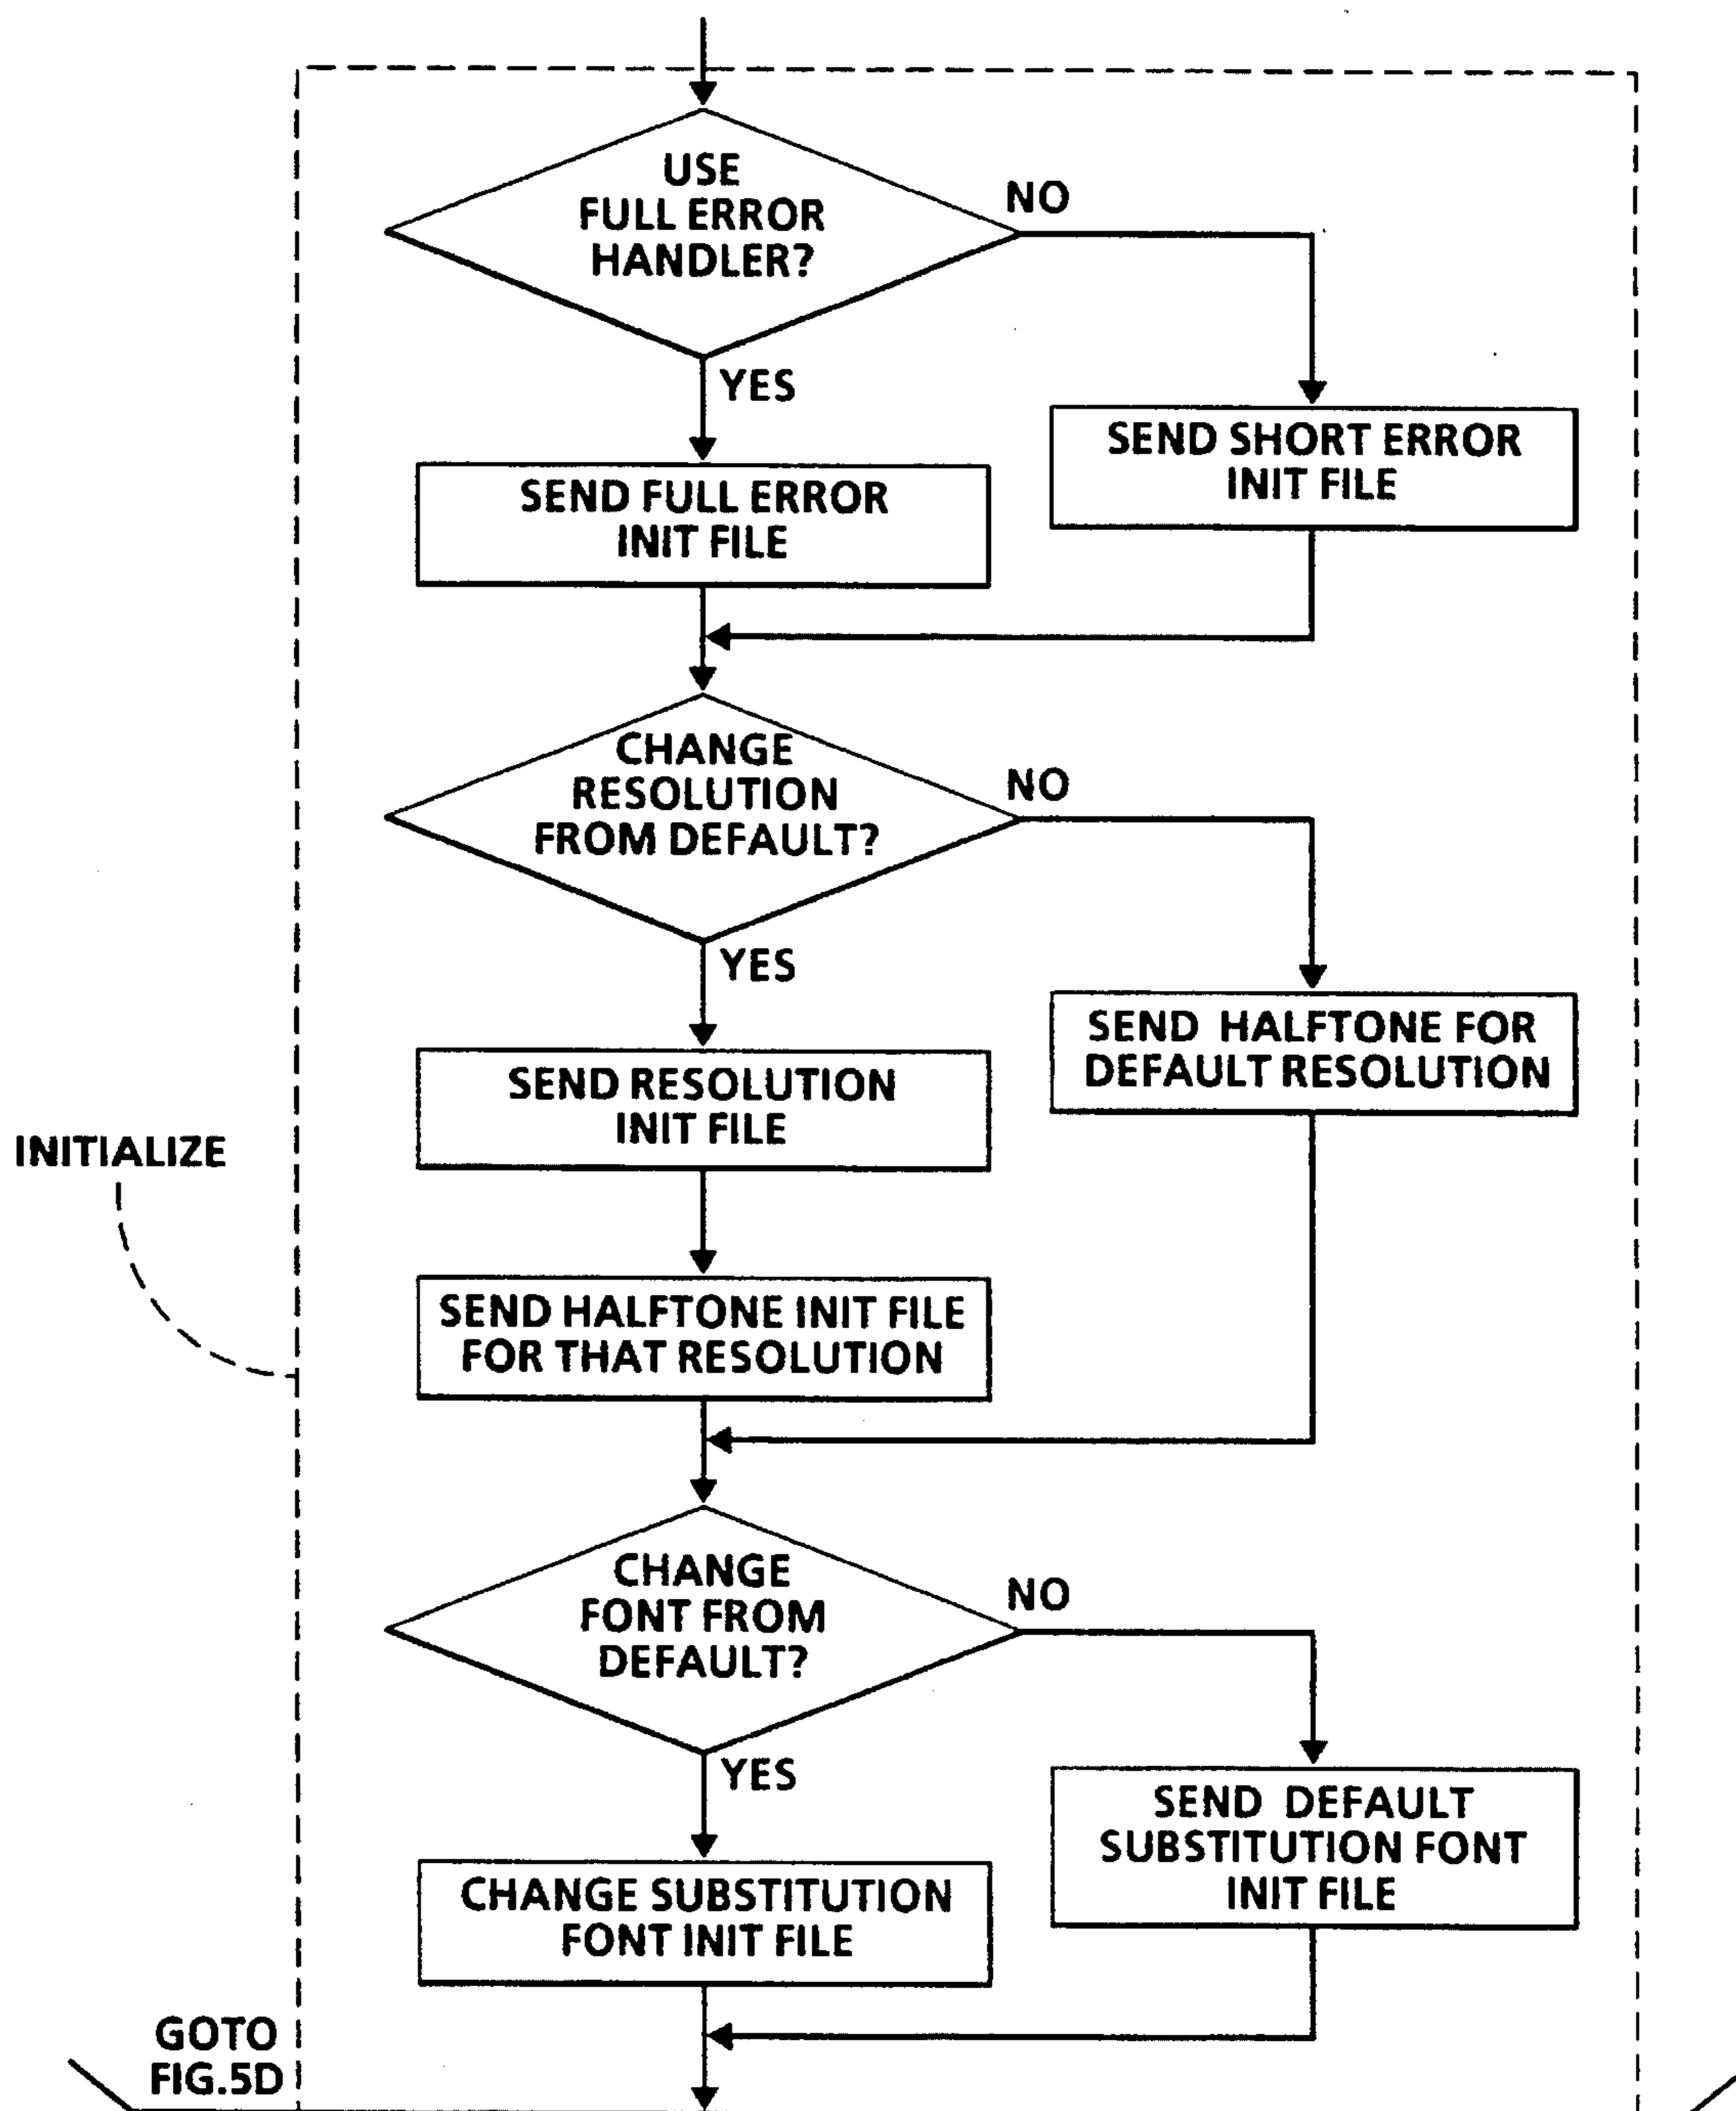 USE
FULL ERROR
HANDLER?
NO
YES
SEND SHORT ERROR
INIT FILE
SEND FULL ERROR
INIT FILE
CHANGE
RESOLUTION
FROM DEFAULT?
NO
YES
SEND HALFTONE FOR
DEFAULT RESOLUTION
SEND RESOLUTION
INIT FILE
INITIALIZE
SEND HALFTONE INIT FILE
FOR THAT RESOLUTION
CHANGE
FONT FROM
DEFAULT?
NO
YES
SEND DEFAULT
SUBSTITUTION FONT
INIT FILE
CHANGE SUBSTITUTION
FONT INIT FILE
GOTO
FIG.5D